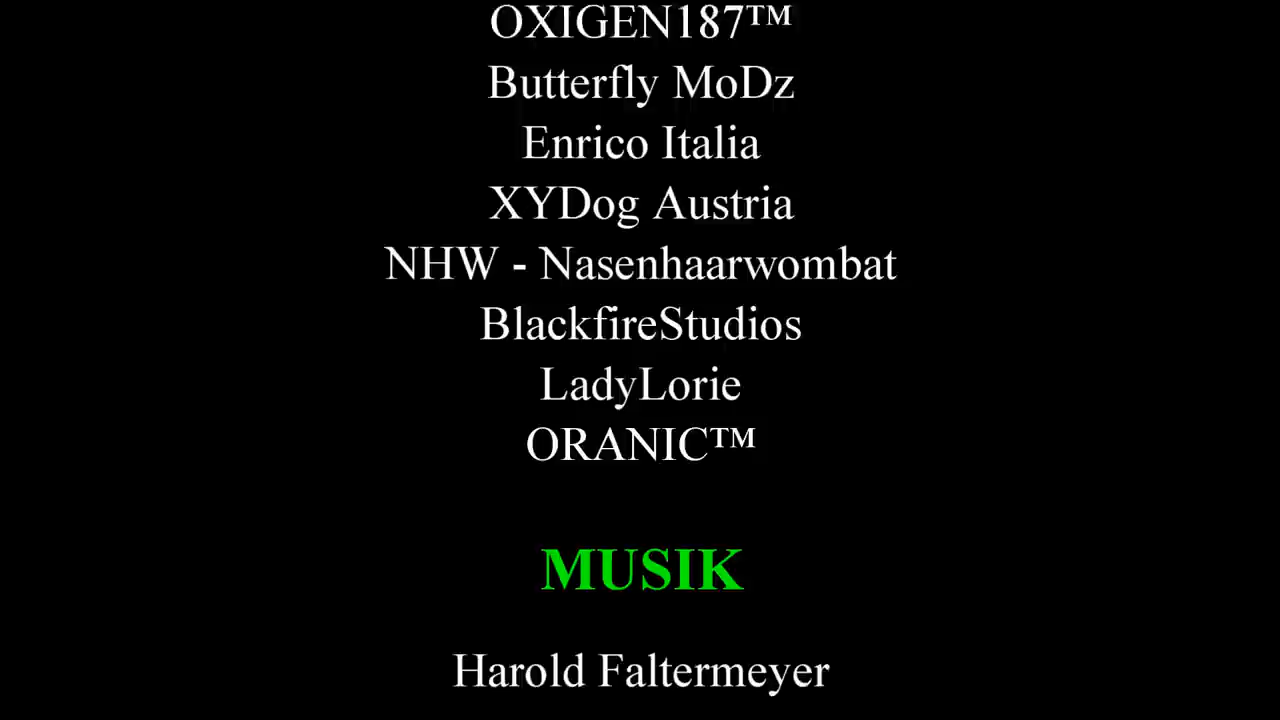 OXIGEN187™
Butterfly MoDz
Enrico Italia
XYDog Austria
NHW - Nasenhaarwombat
BlackfireStudios
LadyLorie
ORANIC™
MUSIK
Harold Faltermeyer